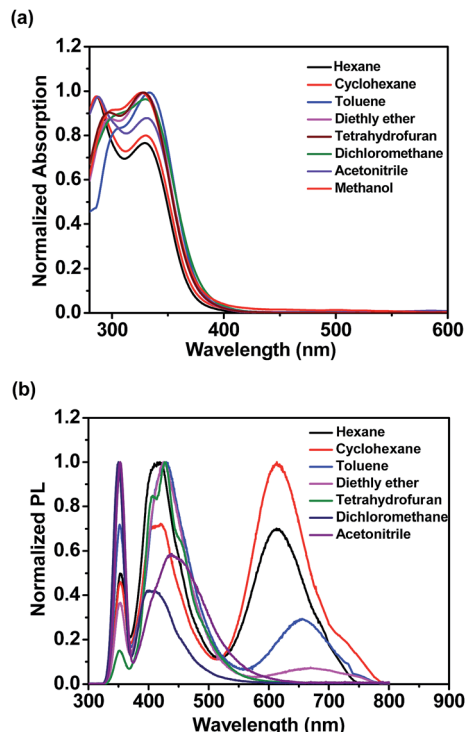 (a)
1.2
1.0
0.8
0.6
0.4
0.2
0.0
Normalized Absorption
Hexane
Cyclohexane
Toluene
Diethly ether
Tetrahydrofuran
Dichloromethane
Acetonitrile
Methanol
300 400 500 600
Wavelength (nm)
(b)
1.2
1.0
0.8
0.6
0.4
0.2
0.0
Normalized PL
Hexane
Cyclohexane
Toluene
Diethly ether
Tetrahydrofuran
Dichloromethane
Acetonitrile
300 400 500 600 700 800 900
Wavelength (nm)